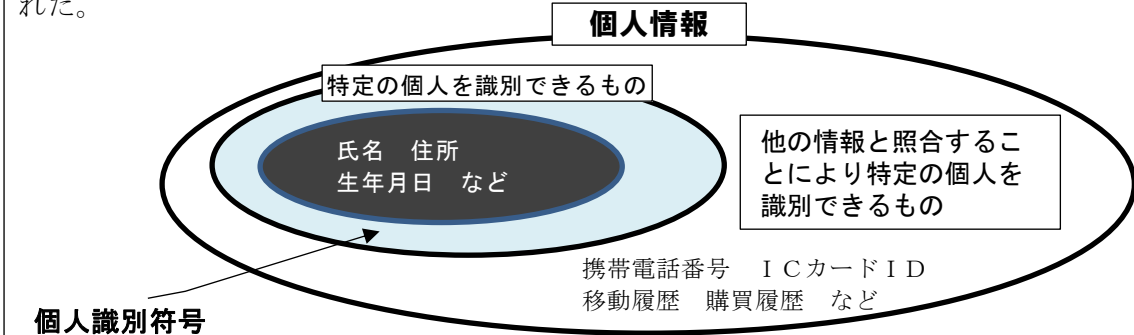 れた。
個人情報
特定の個人を識別できるもの
氏名　住所
生年月日　など
他の情報と照合するこ
とにより特定の個人を
識別できるもの
携帯電話番号　ＩＣカードＩＤ
移動履歴　購買履歴　など
個人識別符号